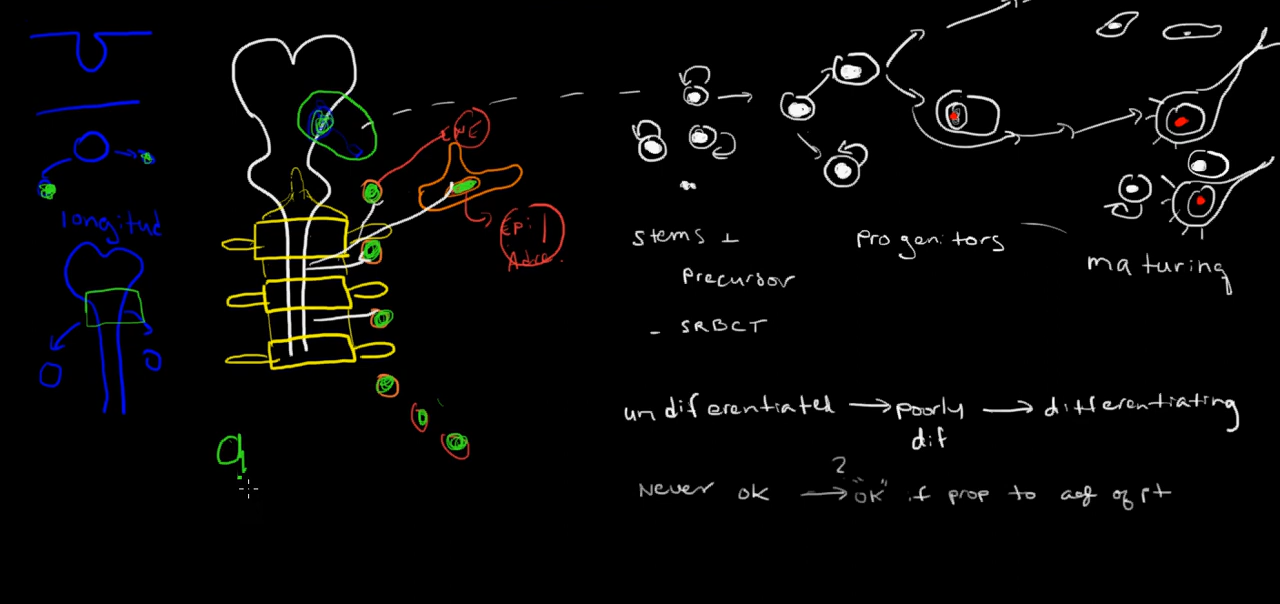 longitud
NE
Epi
Adre.
stems ⊥
precursor
- SRBCT
progenitors
maturing
undiferentiated → poorly → differentiating
dif
2
Never ok → "OK" if prop to age of pt
a